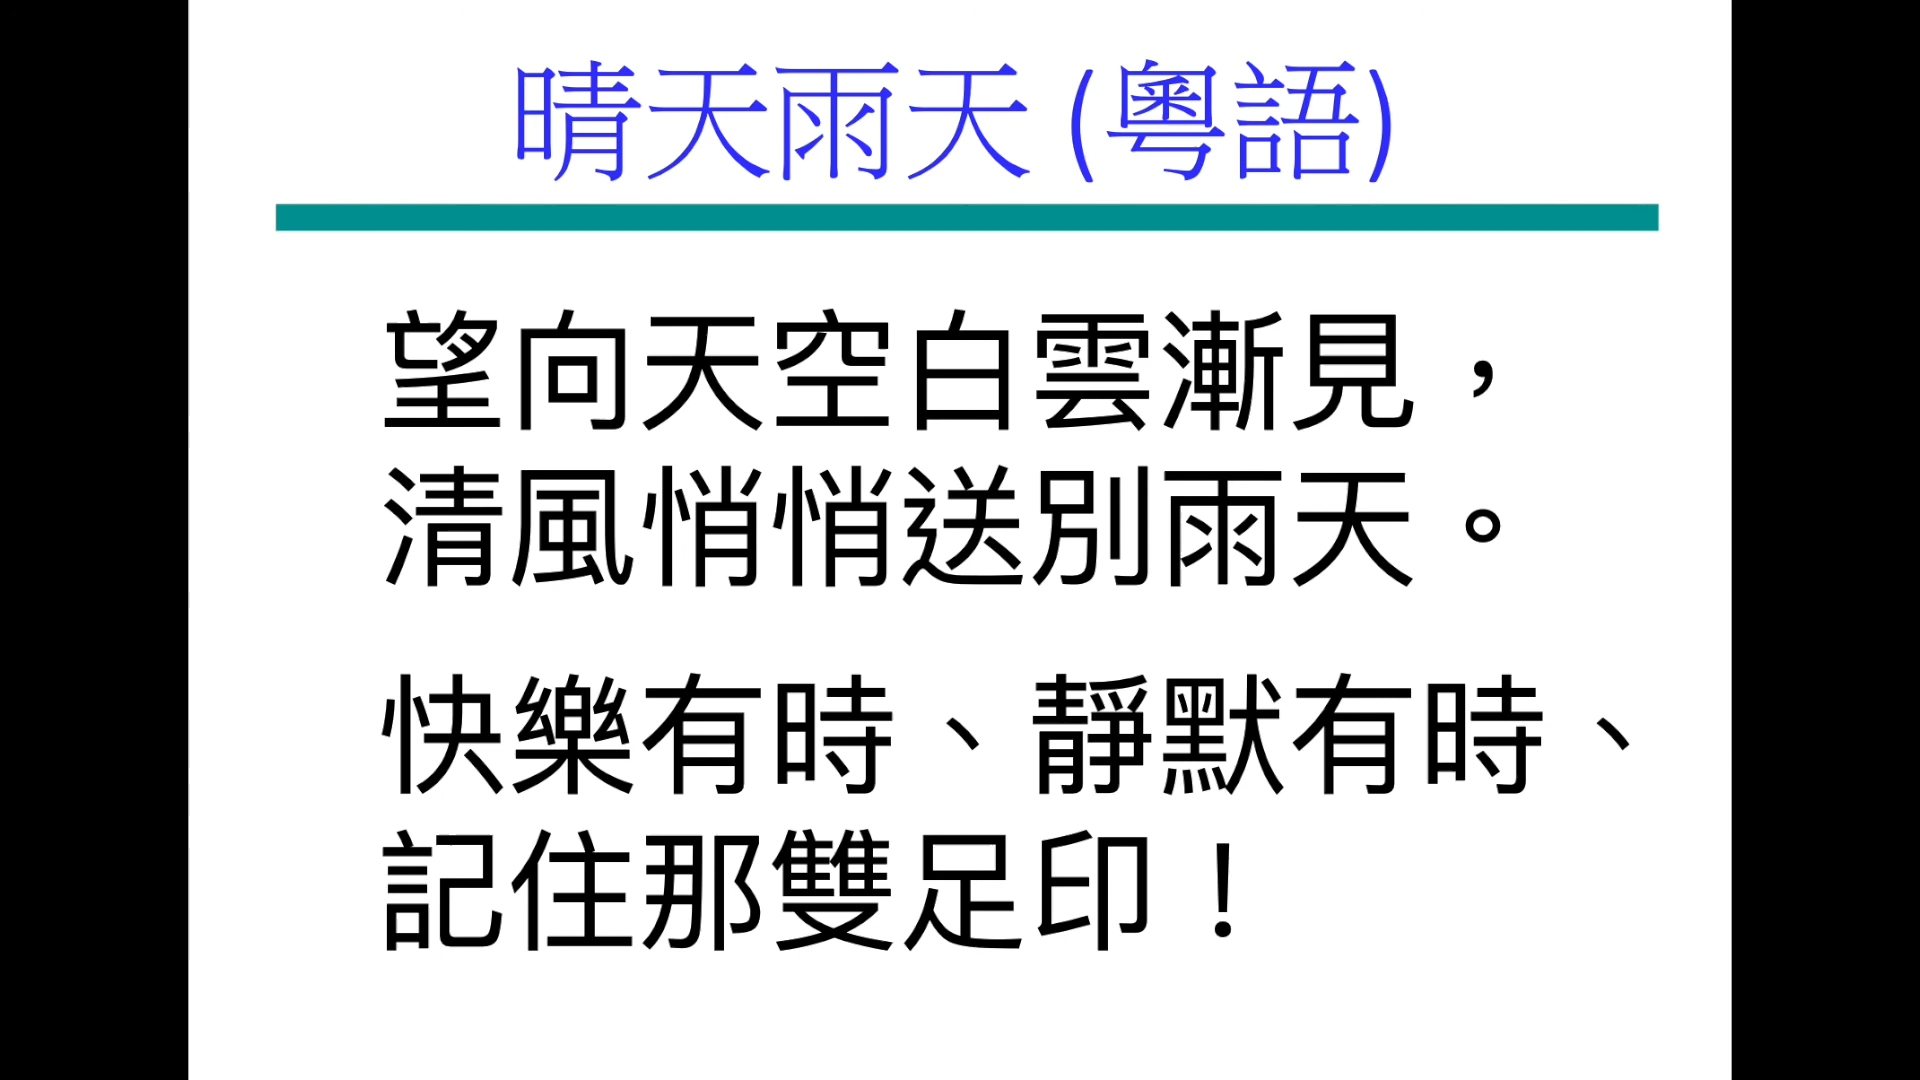 晴天雨天 (粵語)
望向天空白雲漸見，
清風悄悄送別雨天。
快樂有時、靜默有時、
記住那雙足印！